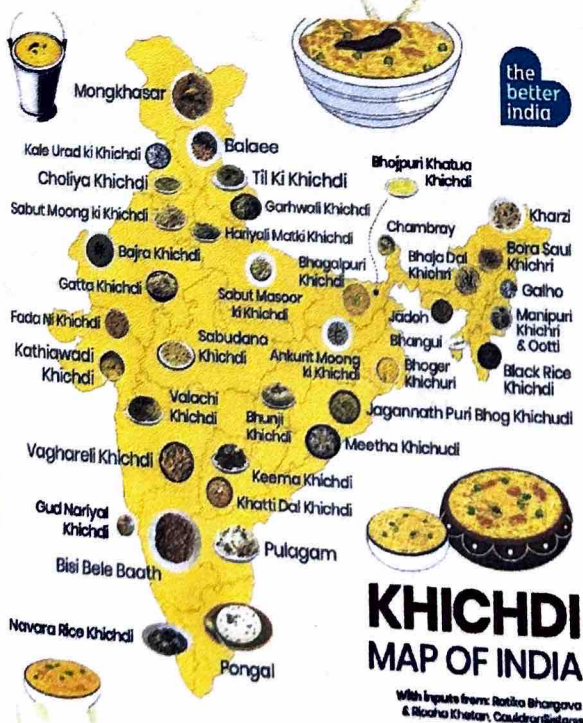 the
better
india
Mongkhasar
Kale Urad ki Khichdi
Balaee
Choliya Khichdi
Til Ki Khichdi
Bhojpuri Khatua
Khichdi
Sabut Moong ki Khichdi
Garhwali Khichdi
Hariyali Matki Khichdi
Chambray
Kharzi
Bajra Khichdi
Bhaja Dal
Khichri
Bora Saul
Khichri
Gatta Khichdi
Bhagalpuri
Khichdi
Sabut Masoor
ki Khichdi
Galho
Fada Ni Khichdi
Jadoh
Manipuri
Khichri
& Ootti
Kathiawadi
Khichdi
Sabudana
Khichdi
Ankurit Moong
ki Khichdi
Bhangui
Bhoger
Khichuri
Black Rice
Khichdi
Valachi
Khichdi
Bhunji
Khichdi
Jagannath Puri Bhog Khichudi
Meetha Khichudi
Vaghareli Khichdi
Keema Khichdi
Khatti Dal Khichdi
Gud Nariyal
Khichdi
Bisi Bele Baath
Pulagam
Navara Rice Khichdi
Pongal
KHICHDI
MAP OF INDIA
With inputs from: Ratika Bhargava
& Khetan,